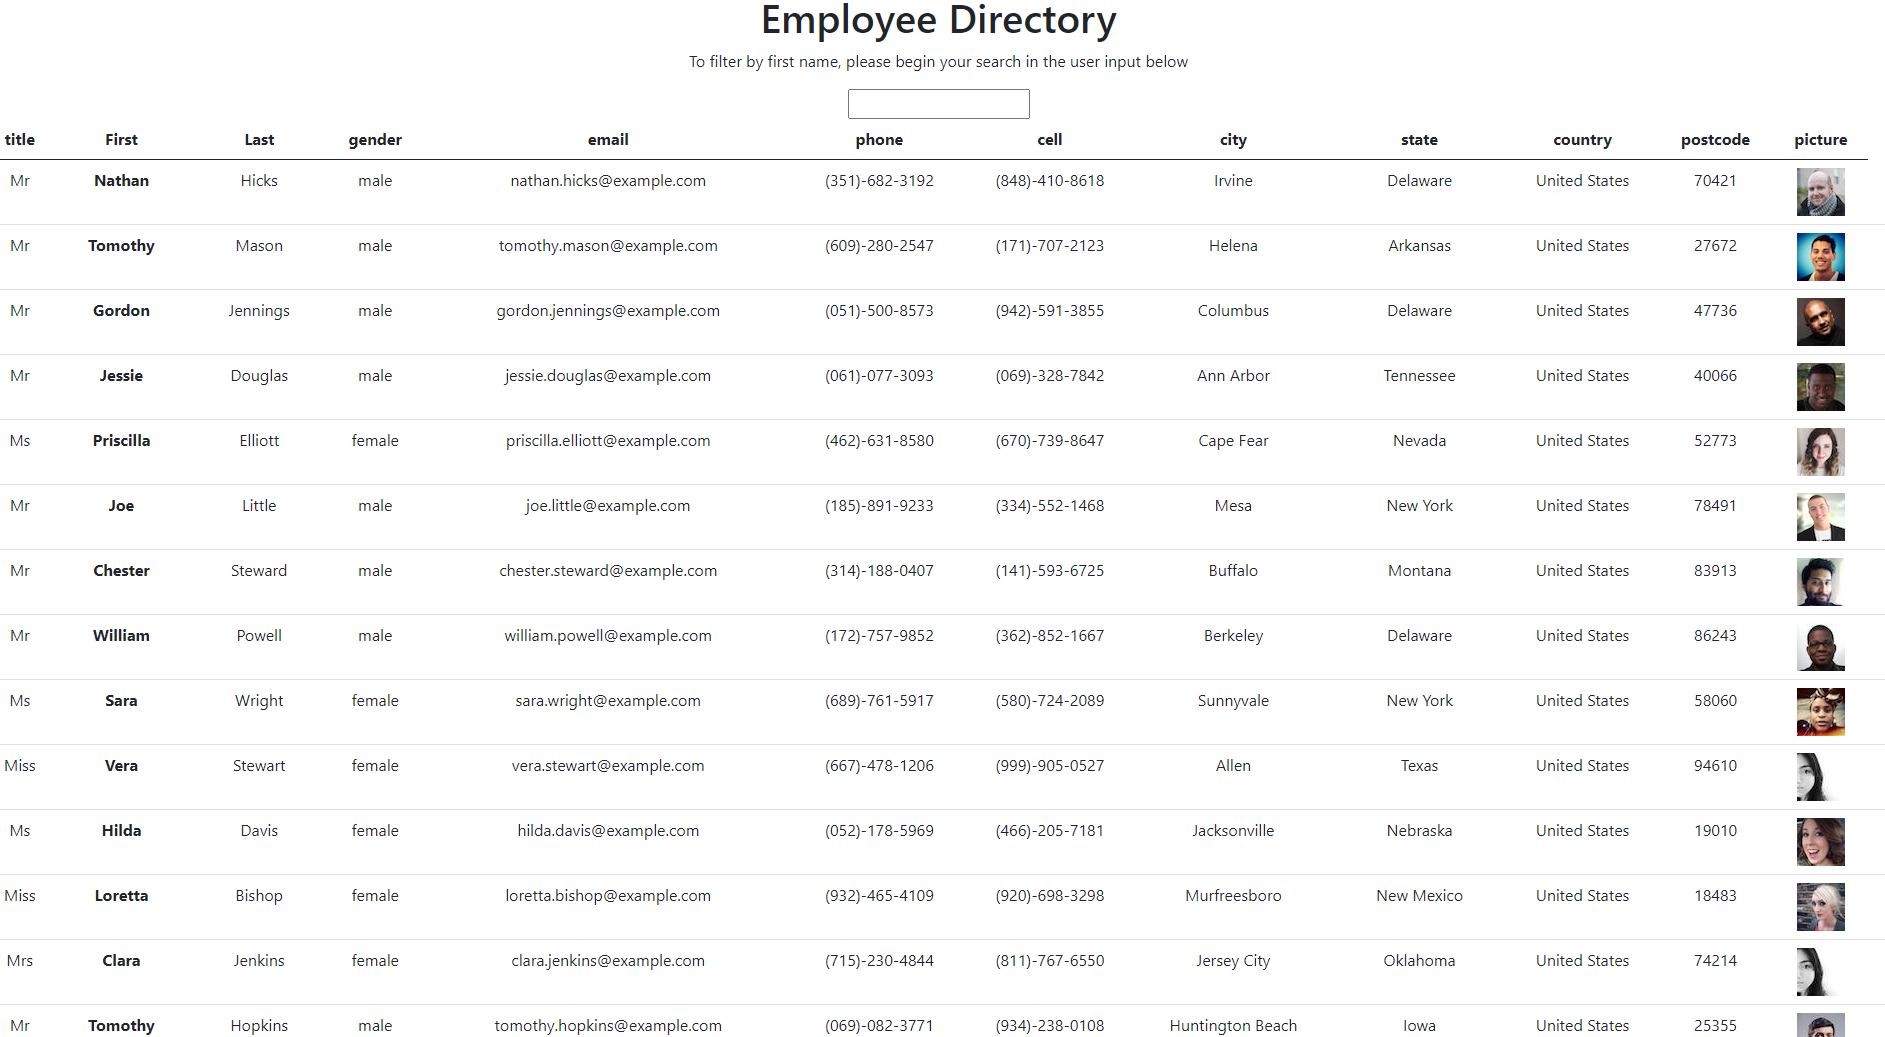 Employee Directory
To filter by first name, please begin your search in the user input below
title First Last gender email phone cell city state country postcode picture
Mr Nathan Hicks male nathan.hicks@example.com (351)-682-3192 (848)-410-8618 Irvine Delaware United States 70421
Mr Tomothy Mason male tomothy.mason@example.com (609)-280-2547 (171)-707-2123 Helena Arkansas United States 27672
Mr Gordon Jennings male gordon.jennings@example.com (051)-500-8573 (942)-591-3855 Columbus Delaware United States 47736
Mr Jessie Douglas male jessie.douglas@example.com (061)-077-3093 (069)-328-7842 Ann Arbor Tennessee United States 40066
Ms Priscilla Elliott female priscilla.elliott@example.com (462)-631-8580 (670)-739-8647 Cape Fear Nevada United States 52773
Mr Joe Little male joe.little@example.com (185)-891-9233 (334)-552-1468 Mesa New York United States 78491
Mr Chester Steward male chester.steward@example.com (314)-188-0407 (141)-593-6725 Buffalo Montana United States 83913
Mr William Powell male william.powell@example.com (172)-757-9852 (362)-852-1667 Berkeley Delaware United States 86243
Ms Sara Wright female sara.wright@example.com (689)-761-5917 (580)-724-2089 Sunnyvale New York United States 58060
Miss Vera Stewart female vera.stewart@example.com (667)-478-1206 (999)-905-0527 Allen Texas United States 94610
Ms Hilda Davis female hilda.davis@example.com (052)-178-5969 (466)-205-7181 Jacksonville Nebraska United States 19010
Miss Loretta Bishop female loretta.bishop@example.com (932)-465-4109 (920)-698-3298 Murfreesboro New Mexico United States 18483
Mrs Clara Jenkins female clara.jenkins@example.com (715)-230-4844 (811)-767-6550 Jersey City Oklahoma United States 74214
Mr Tomothy Hopkins male tomothy.hopkins@example.com (069)-082-3771 (934)-238-0108 Huntington Beach Iowa United States 25355